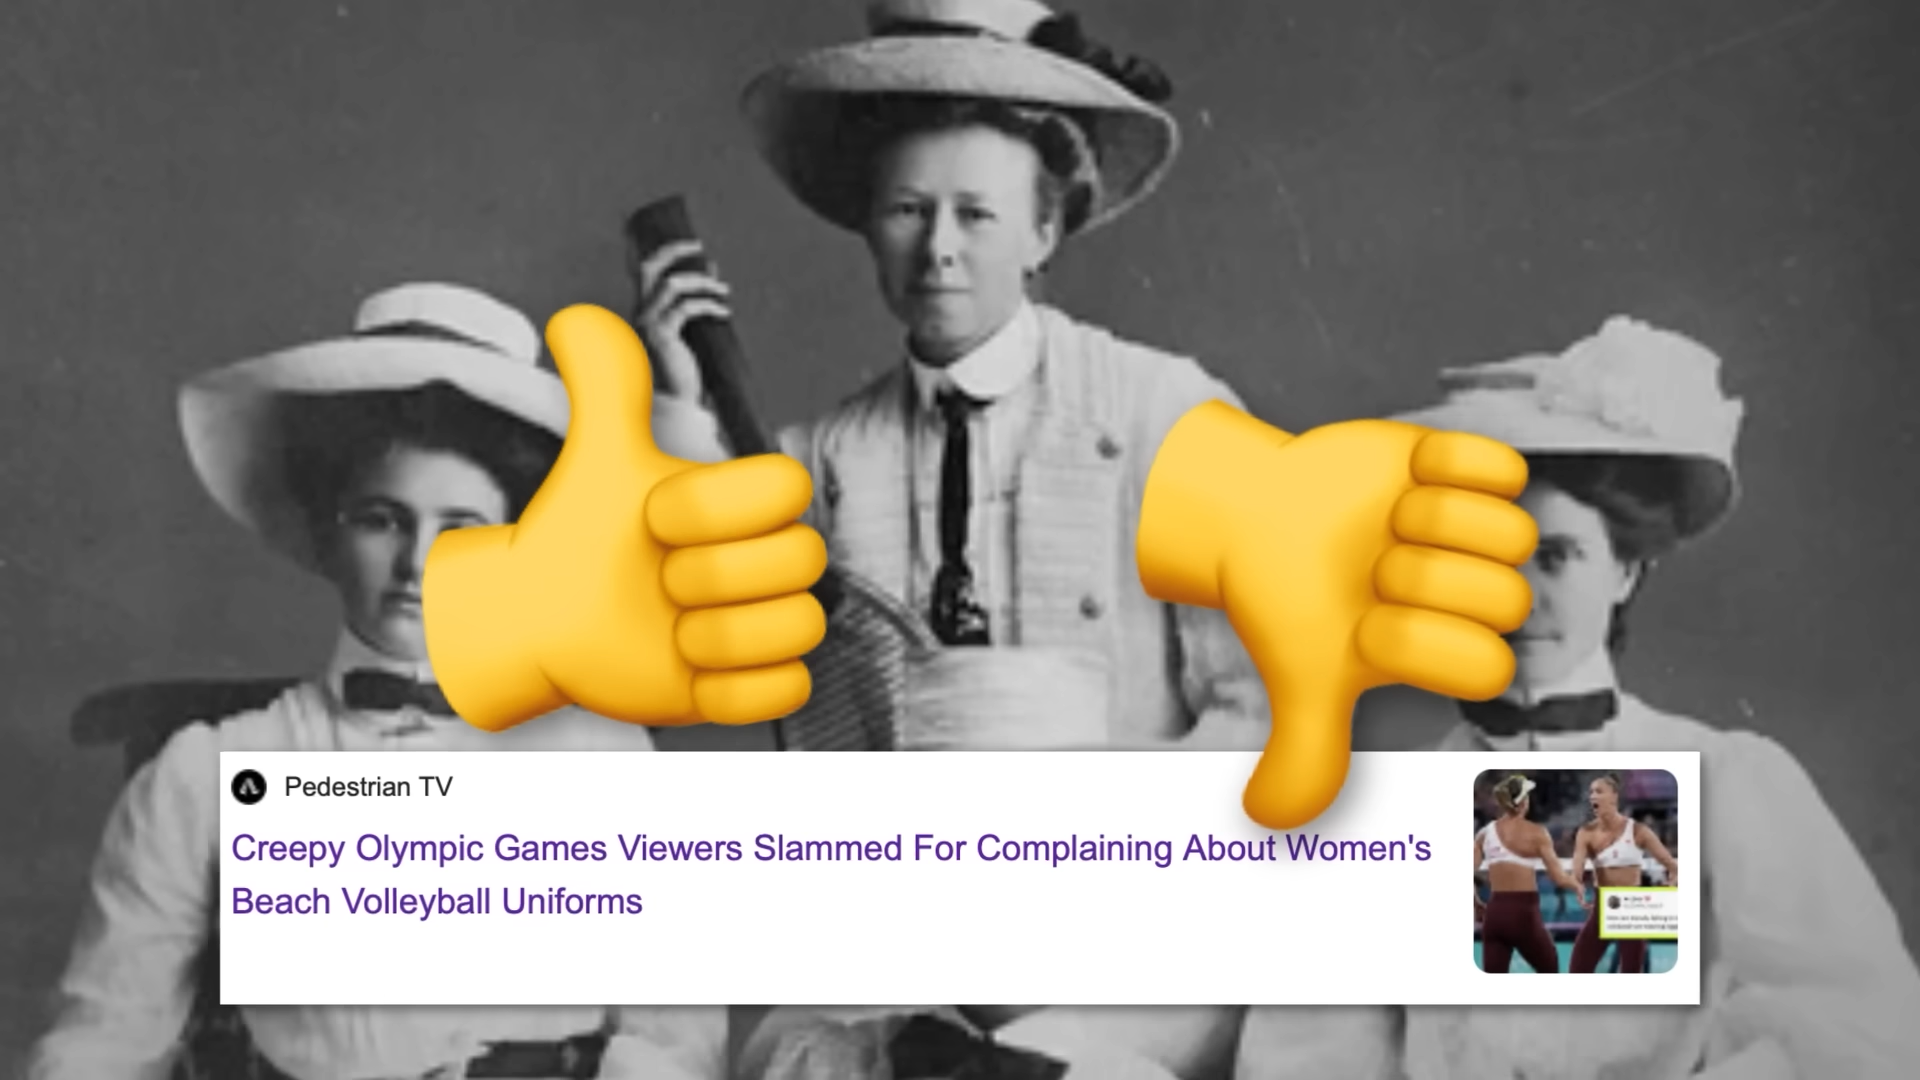 Pedestrian TV
Creepy Olympic Games Viewers Slammed For Complaining About Women's
Beach Volleyball Uniforms